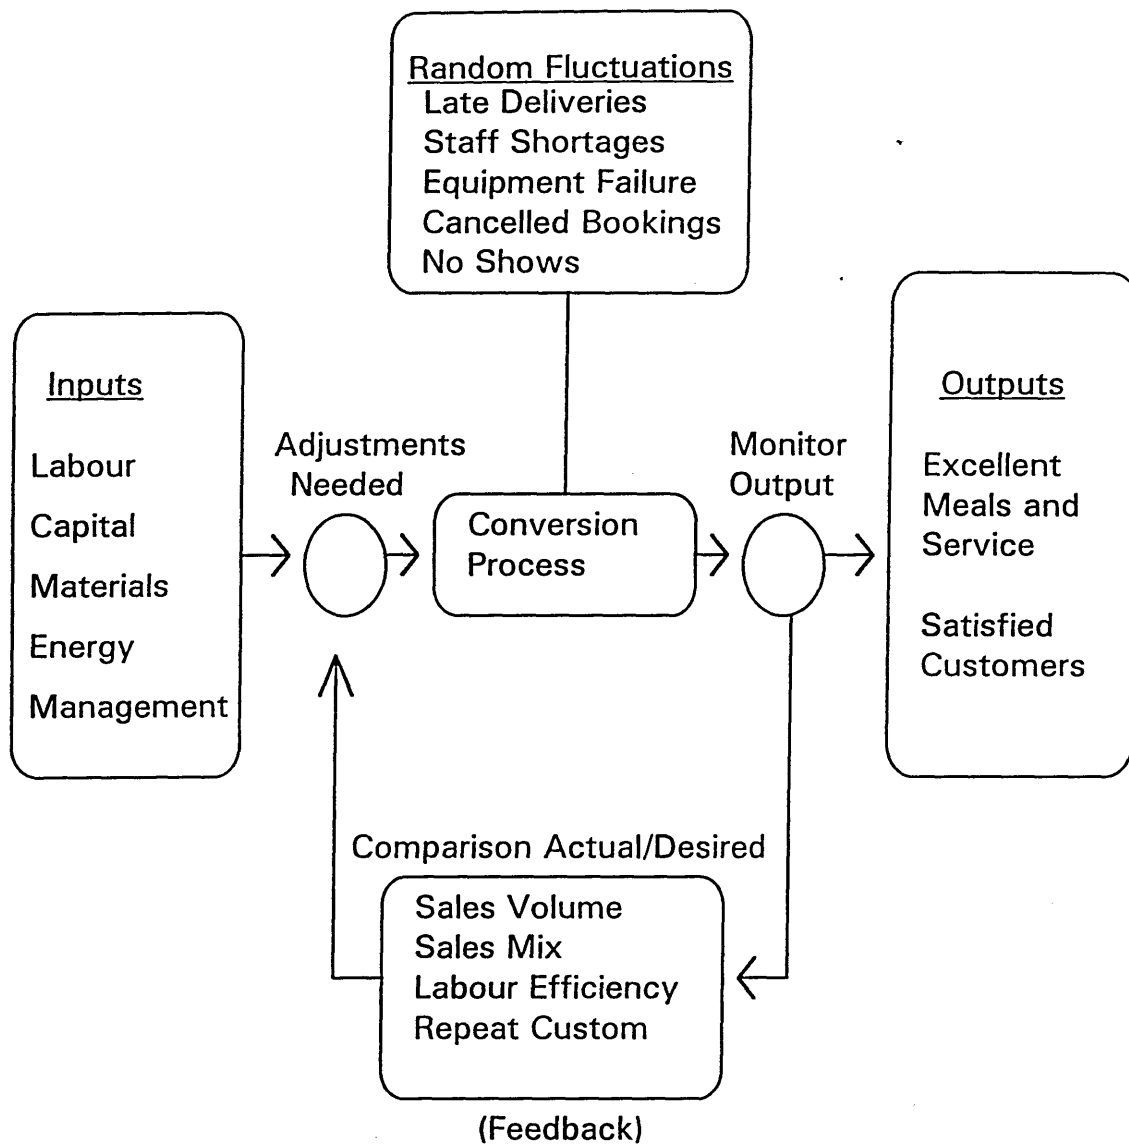 Random Fluctuations
Late Deliveries
Staff Shortages
Equipment Failure
Cancelled Bookings
No Shows
Inputs
Labour
Capital
Materials
Energy
Management
Adjustments
Needed
Conversion
Process
Monitor
Output
Outputs
Excellent
Meals and
Service
Satisfied
Customers
Comparison Actual/Desired
Sales Volume
Sales Mix
Labour Efficiency
Repeat Custom
(Feedback)